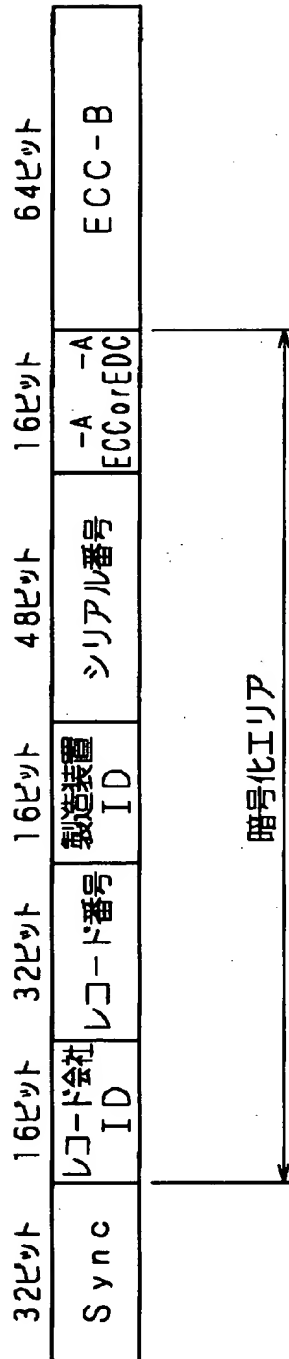 32ビット 16ビット 32ビット 16ビット 48ビット 16ビット 64ビット
Sync
レコード会社
ID
レコード番号
製造装置
ID
シリアル番号
-A -A
ECCorEDC
ECC-B
暗号化エリア